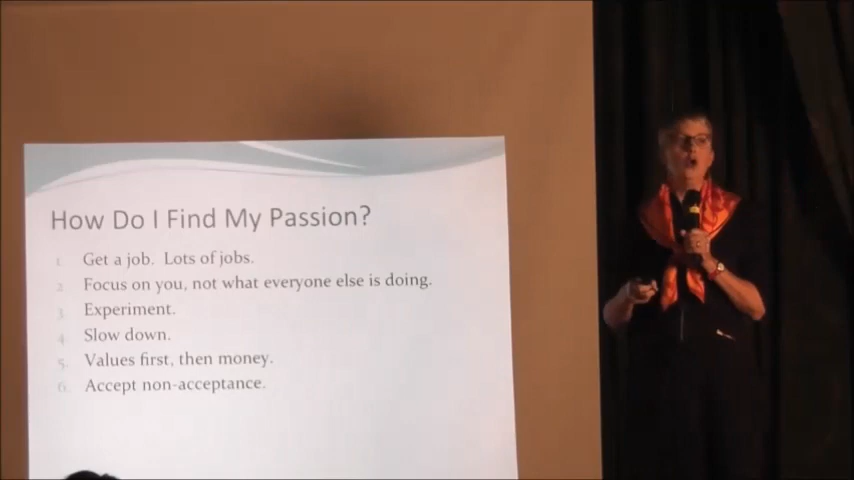 How Do I Find My Passion?
1. Get a job. Lots of jobs.
2. Focus on you, not what everyone else is doing.
3. Experiment.
4. Slow down.
5. Values first, then money.
6. Accept non-acceptance.